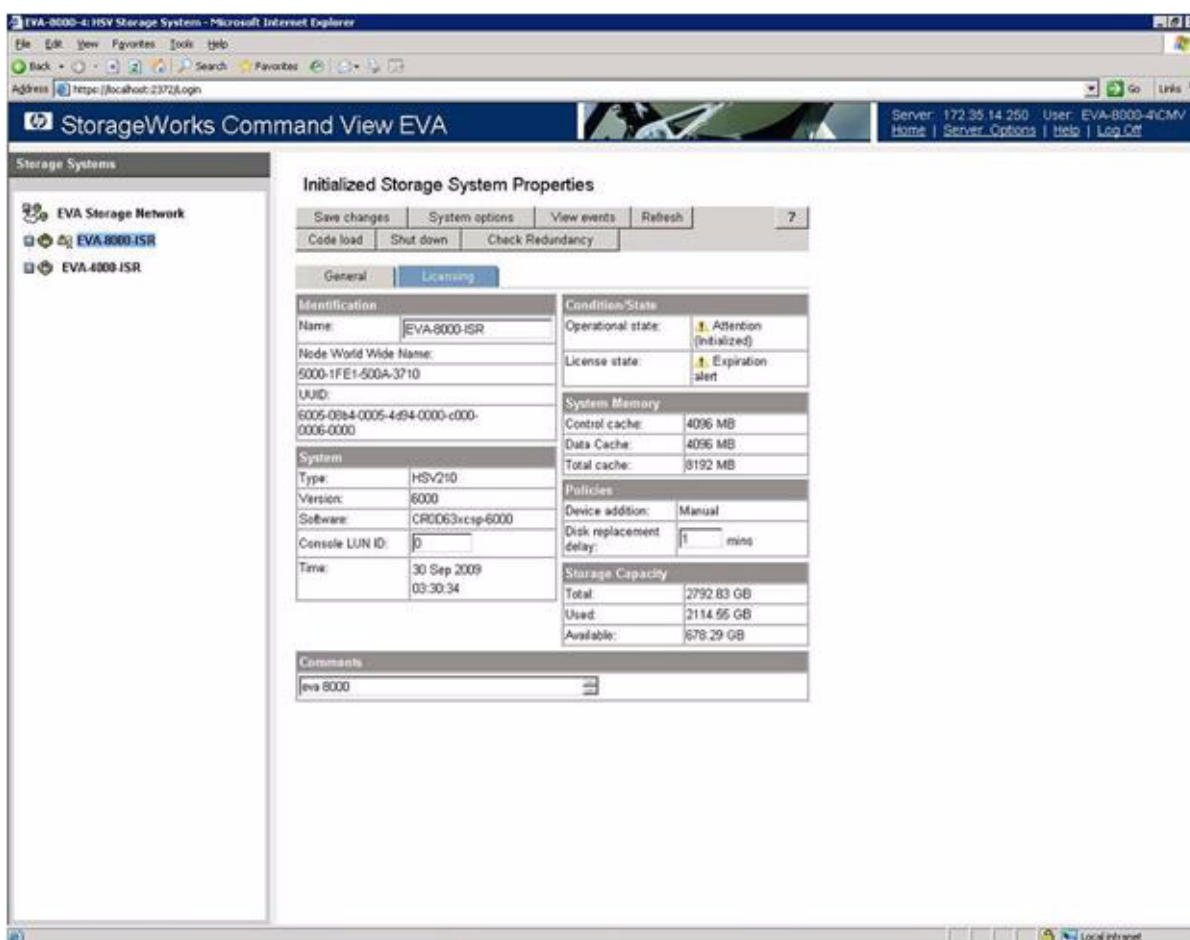 EVA-8000-4: HSV Storage System - Microsoft Internet Explorer
File Edit View Favorites Tools Help
Back Search Favorites
Address https://localhost:2372/Login Go Links
hp StorageWorks Command View EVA
Server: 172.35.14.250 User: EVA-8000-4\CMV
Home | Server Options | Help | Log Off
Storage Systems
EVA Storage Network
EVA-8000-ISR
EVA-4000-ISR
Initialized Storage System Properties
Save changes System options View events Refresh ?
Code load Shut down Check Redundancy
General Licensing
Identification
Name: EVA-8000-ISR
Node World Wide Name:
5000-1FE1-500A-3710
UUID:
6005-08b4-0005-4d94-0000-c000-
0006-0000
System
Type: HSV210
Version: 6000
Software: CR0D63xcsp-6000
Console LUN ID: 0
Time: 30 Sep 2009
03:30:34
Condition/State
Operational state: Attention
(Initialized)
License state: Expiration
alert
System Memory
Control cache: 4096 MB
Data Cache: 4096 MB
Total cache: 8192 MB
Policies
Device addition: Manual
Disk replacement
delay: 1 mins
Storage Capacity
Total: 2792.83 GB
Used: 2114.55 GB
Available: 678.29 GB
Comments
eva 8000
Local intranet